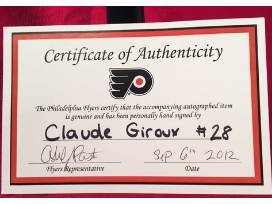 Certificate of Authenticity
The Philadelphia Flyers certify that the accompanying autographed item
is genuine and has been personally hand signed by
Claude Giroux #28
Sep 6th 2012
Flyers Representative Date